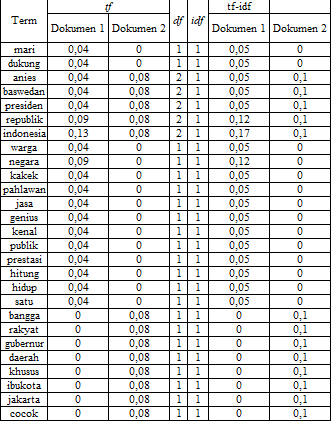 Term tf df idf tf-idf
Dokumen 1 Dokumen 2 Dokumen 1 Dokumen 2
mari 0,04 0 1 1 0,05 0
dukung 0,04 0 1 1 0,05 0
anies 0,04 0,08 2 1 0,05 0,1
baswedan 0,04 0,08 2 1 0,05 0,1
presiden 0,04 0,08 2 1 0,05 0,1
republik 0,09 0,08 2 1 0,12 0,1
indonesia 0,13 0,08 2 1 0,17 0,1
warga 0,04 0 1 1 0,05 0
negara 0,09 0 1 1 0,12 0
kakek 0,04 0 1 1 0,05 0
pahlawan 0,04 0 1 1 0,05 0
jasa 0,04 0 1 1 0,05 0
genius 0,04 0 1 1 0,05 0
kenal 0,04 0 1 1 0,05 0
publik 0,04 0 1 1 0,05 0
prestasi 0,04 0 1 1 0,05 0
hitung 0,04 0 1 1 0,05 0
hidup 0,04 0 1 1 0,05 0
satu 0,04 0 1 1 0,05 0
bangga 0 0,08 1 1 0 0,1
rakyat 0 0,08 1 1 0 0,1
gubernur 0 0,08 1 1 0 0,1
daerah 0 0,08 1 1 0 0,1
khusus 0 0,08 1 1 0 0,1
ibukota 0 0,08 1 1 0 0,1
jakarta 0 0,08 1 1 0 0,1
cocok 0 0,08 1 1 0 0,1